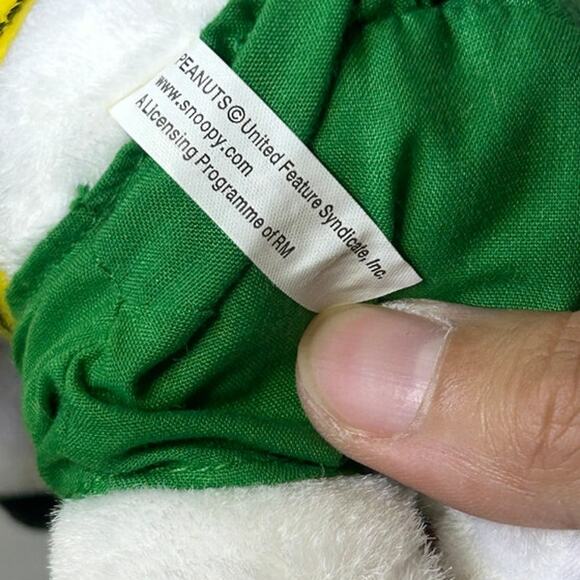 PEANUTS © United Feature Syndicate, Inc.
www.snoopy.com
A Licensing Programme of RM